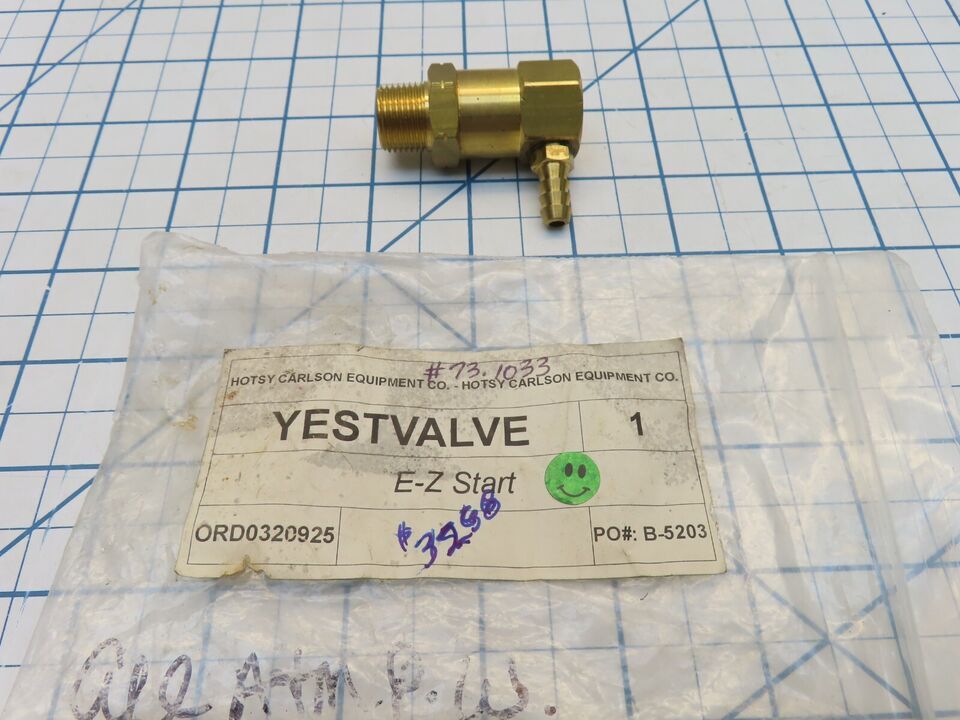 #73.1033
HOTSY CARLSON EQUIPMENT CO. - HOTSY CARLSON EQUIPMENT CO.
YESTVALVE 1
E-Z Start
ORD0320925 PO#: B-5203
P.W.